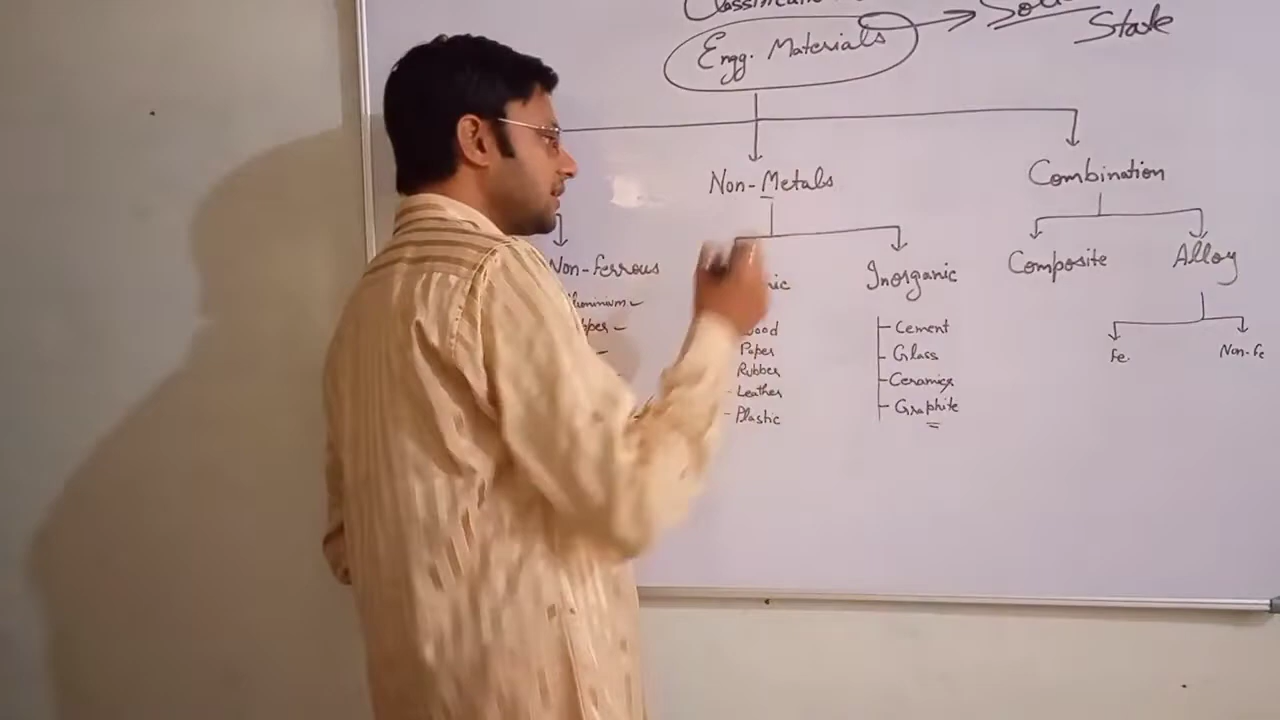 Engg. Materials
State
Non-Metals
Combination
Non-ferrous
Inorganic
Composite
Alloy
Cement
Glass
Ceramics
Graphite
Paper
Rubber
Leather
Plastic
Fe.
Non-fe